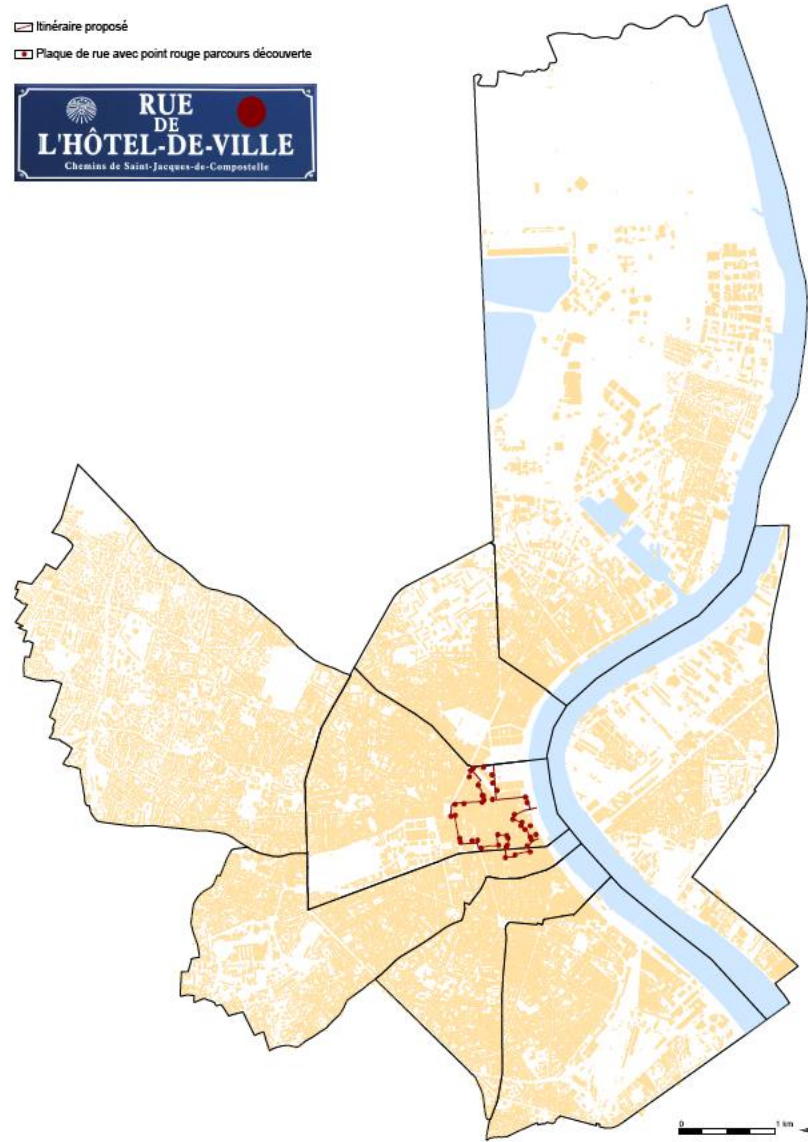 Itinéraire proposé
Plaque de rue avec point rouge parcours découverte
RUE
DE
L'HÔTEL-DE-VILLE
Chemins de Saint-Jacques-de-Compostelle
0 1 km